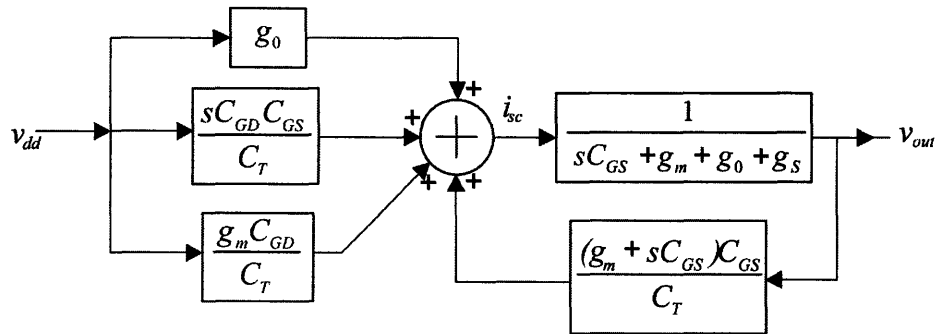 g₀
v_dd
sC_GD C_GS / C_T
g_m C_GD / C_T
+ + + +
+
i_sc
1 / sC_GS + g_m + g₀ + g_S
v_out
(g_m + sC_GS)C_GS / C_T